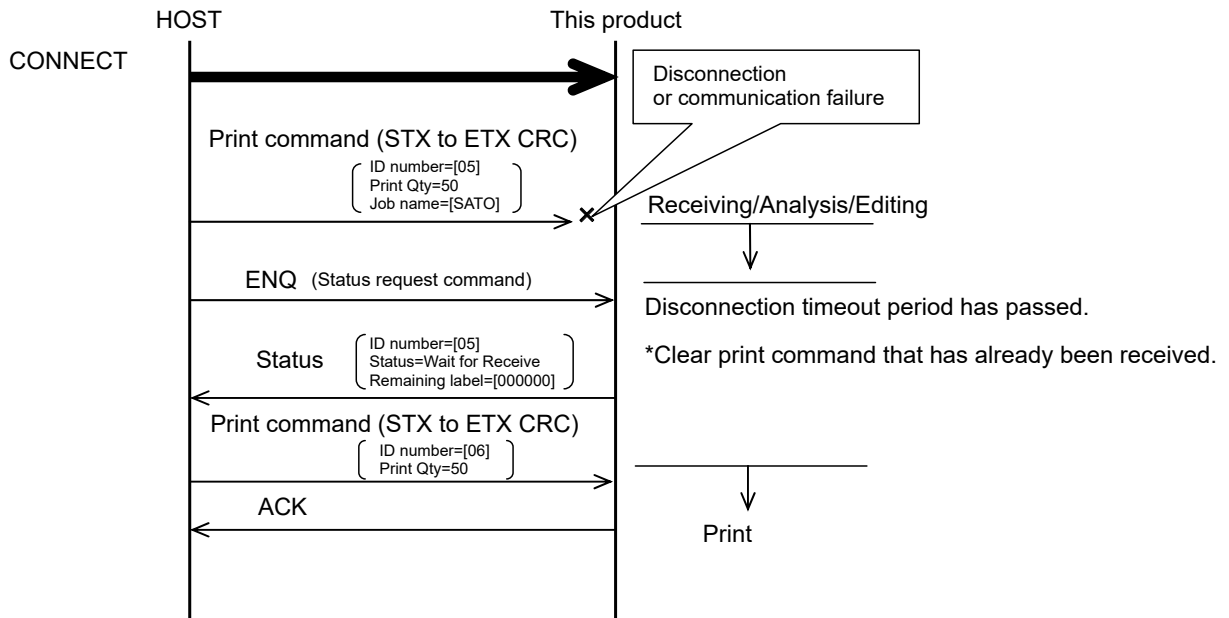 HOST
This product
CONNECT
Disconnection
or communication failure
Print command (STX to ETX CRC)
ID number=[05]
Print Qty=50
Job name=[SATO]
Receiving/Analysis/Editing
ENQ (Status request command)
Disconnection timeout period has passed.
Status
ID number=[05]
Status=Wait for Receive
Remaining label=[000000]
*Clear print command that has already been received.
Print command (STX to ETX CRC)
ID number=[06]
Print Qty=50
ACK
Print